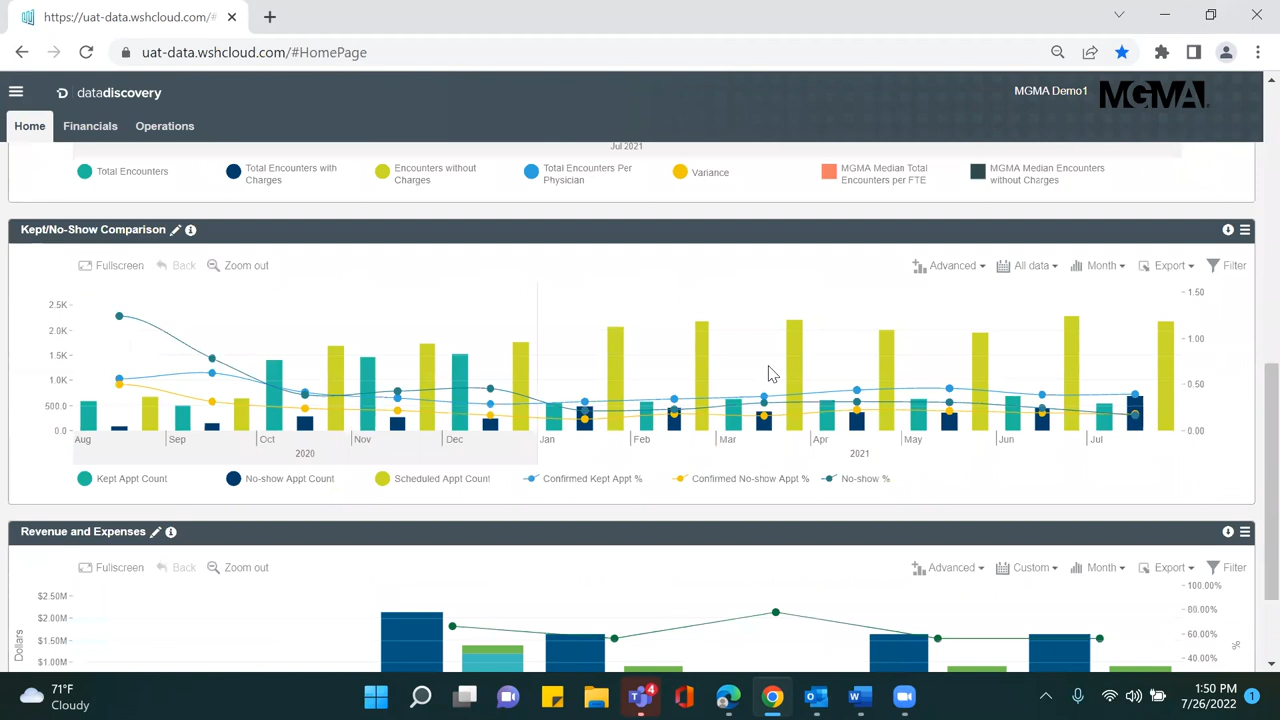 https://uat-data.wshcloud.com/#
uat-data.wshcloud.com/#HomePage
datadiscovery
MGMA Demo1
MGMA
Home
Financials
Operations
Jul 2021
Total Encounters
Total Encounters with
Charges
Encounters without
Charges
Total Encounters Per
Physician
Variance
MGMA Median Total
Encounters per FTE
MGMA Median Encounters
without Charges
Kept/No-Show Comparison
Fullscreen
Back
Zoom out
Advanced
All data
Month
Export
Filter
2.5K
2.0K
1.5K
1.0K
500.0
0.0
1.50
1.00
0.50
0.00
Aug
Sep
Oct
Nov
Dec
Jan
Feb
Mar
Apr
May
Jun
Jul
2020
2021
Kept Appt Count
No-show Appt Count
Scheduled Appt Count
Confirmed Kept Appt %
Confirmed No-show Appt %
No-show %
Revenue and Expenses
Fullscreen
Back
Zoom out
Advanced
Custom
Month
Export
Filter
Dollars
$2.50M
$2.00M
$1.50M
$1.00M
100.00%
80.00%
60.00%
40.00%
%
71°F
Cloudy
4
1:50 PM
7/26/2022
1